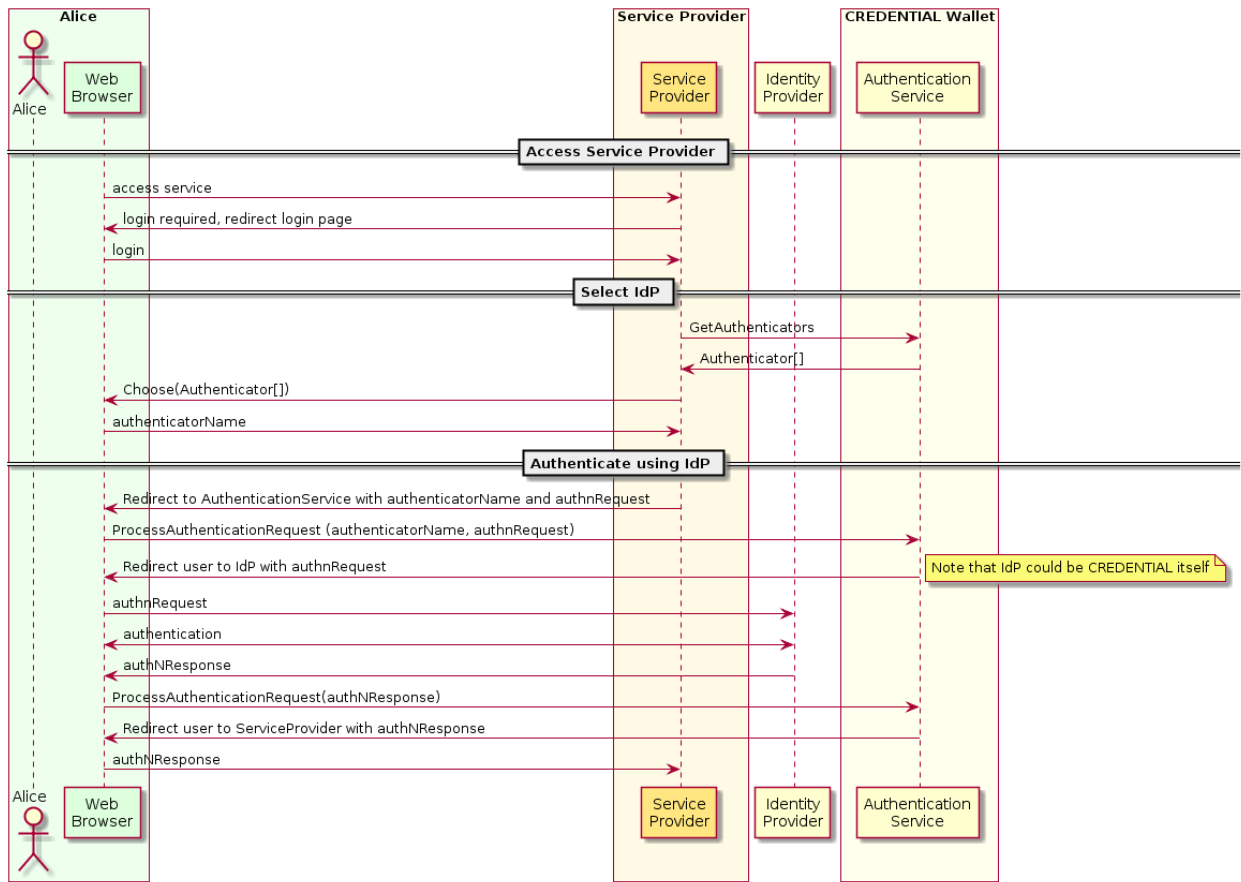 Alice
Service Provider
CREDENTIAL Wallet
Alice
Web
Browser
Service
Provider
Identity
Provider
Authentication
Service
Access Service Provider
access service
login required, redirect login page
login
Select IdP
GetAuthenticators
Authenticator[]
Choose(Authenticator[])
authenticatorName
Authenticate using IdP
Redirect to AuthenticationService with authenticatorName and authnRequest
ProcessAuthenticationRequest (authenticatorName, authnRequest)
Redirect user to IdP with authnRequest
Note that IdP could be CREDENTIAL itself
authnRequest
authentication
authNResponse
ProcessAuthenticationRequest(authNResponse)
Redirect user to ServiceProvider with authNResponse
authNResponse
Alice
Web
Browser
Service
Provider
Identity
Provider
Authentication
Service